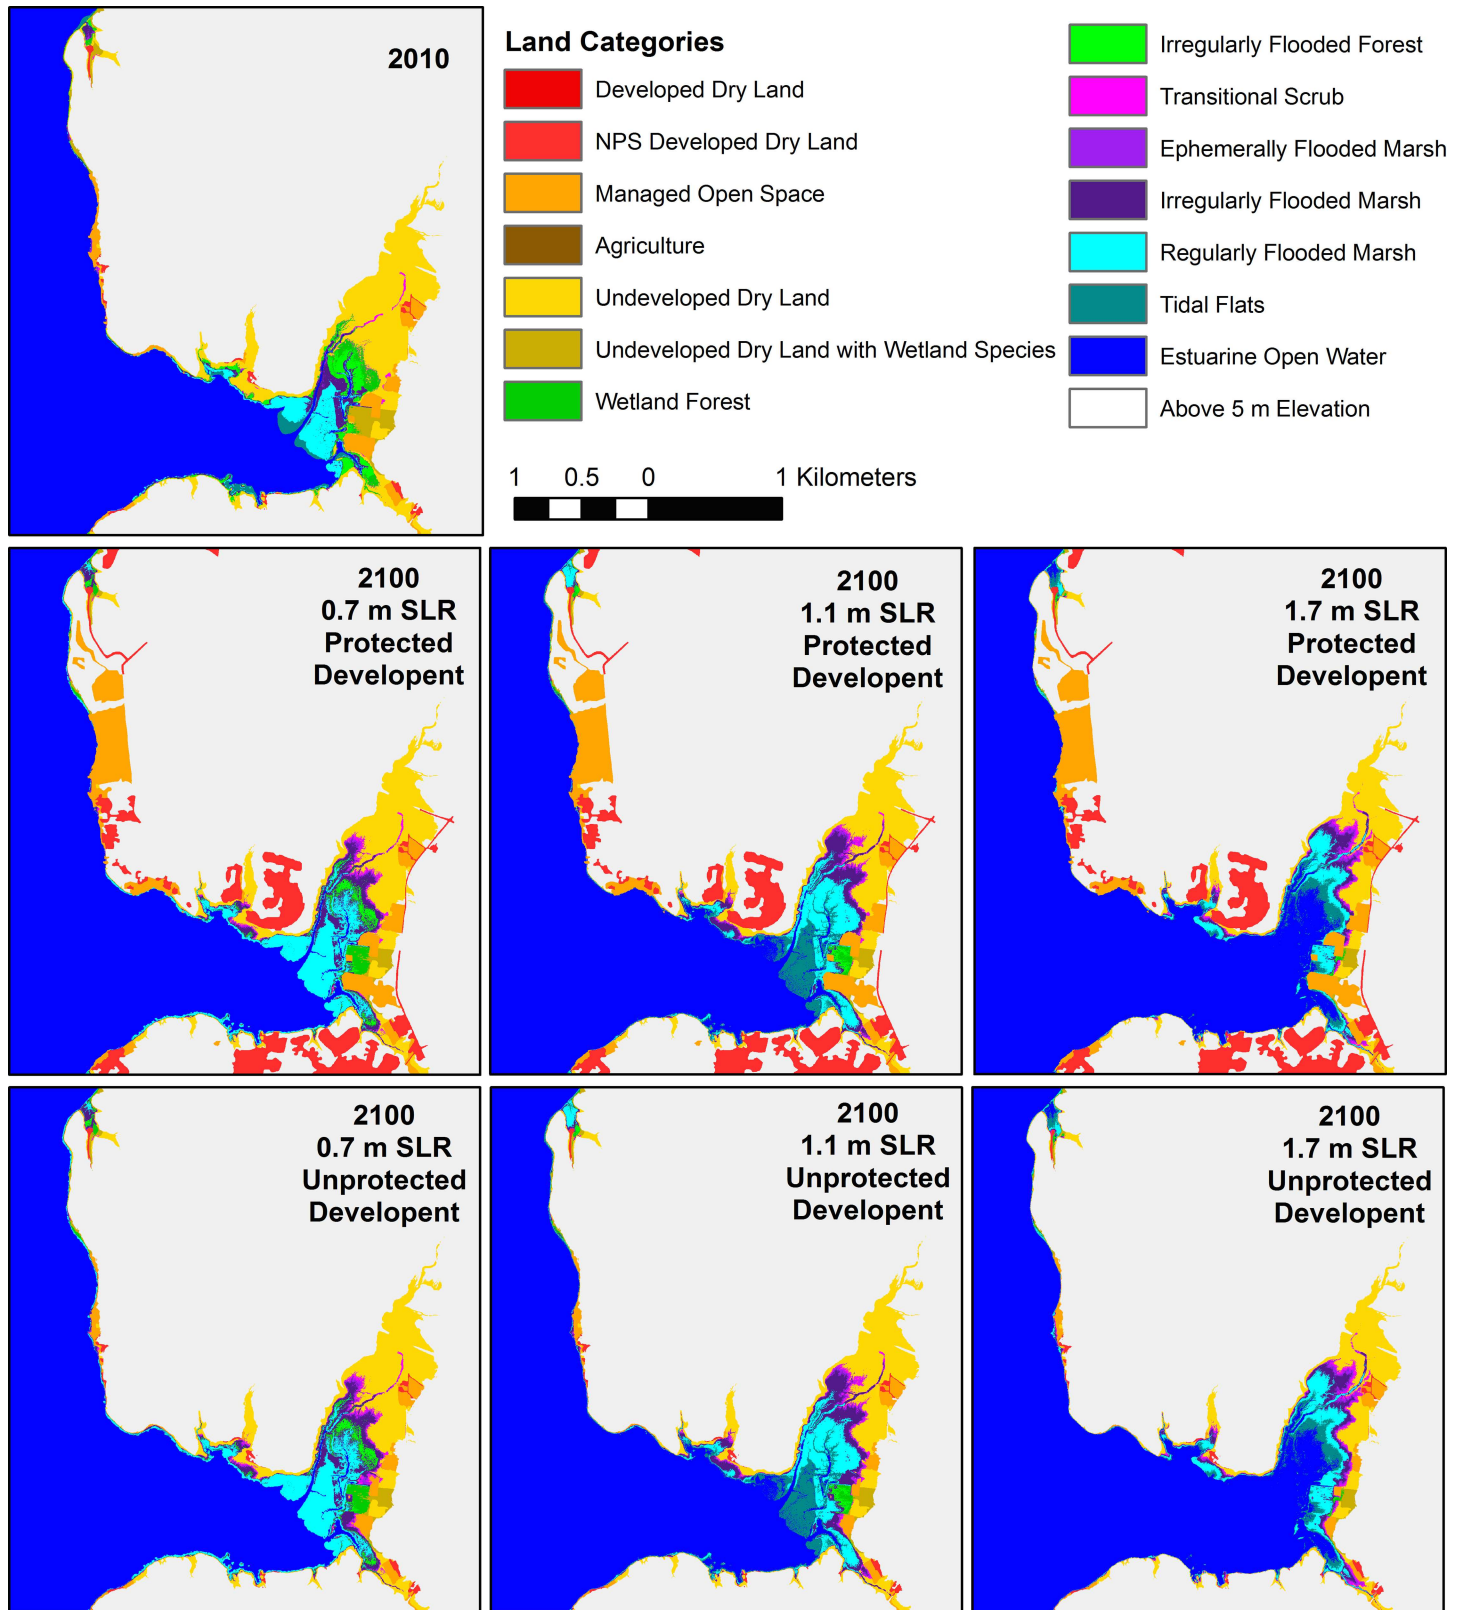 2010
Land Categories
Developed Dry Land
NPS Developed Dry Land
Managed Open Space
Agriculture
Undeveloped Dry Land
Undeveloped Dry Land with Wetland Species
Wetland Forest
Irregularly Flooded Forest
Transitional Scrub
Ephemerally Flooded Marsh
Irregularly Flooded Marsh
Regularly Flooded Marsh
Tidal Flats
Estuarine Open Water
Above 5 m Elevation
1 0.5 0 1 Kilometers
2100
0.7 m SLR
Protected
Developent
2100
1.1 m SLR
Protected
Developent
2100
1.7 m SLR
Protected
Developent
2100
0.7 m SLR
Unprotected
Developent
2100
1.1 m SLR
Unprotected
Developent
2100
1.7 m SLR
Unprotected
Developent